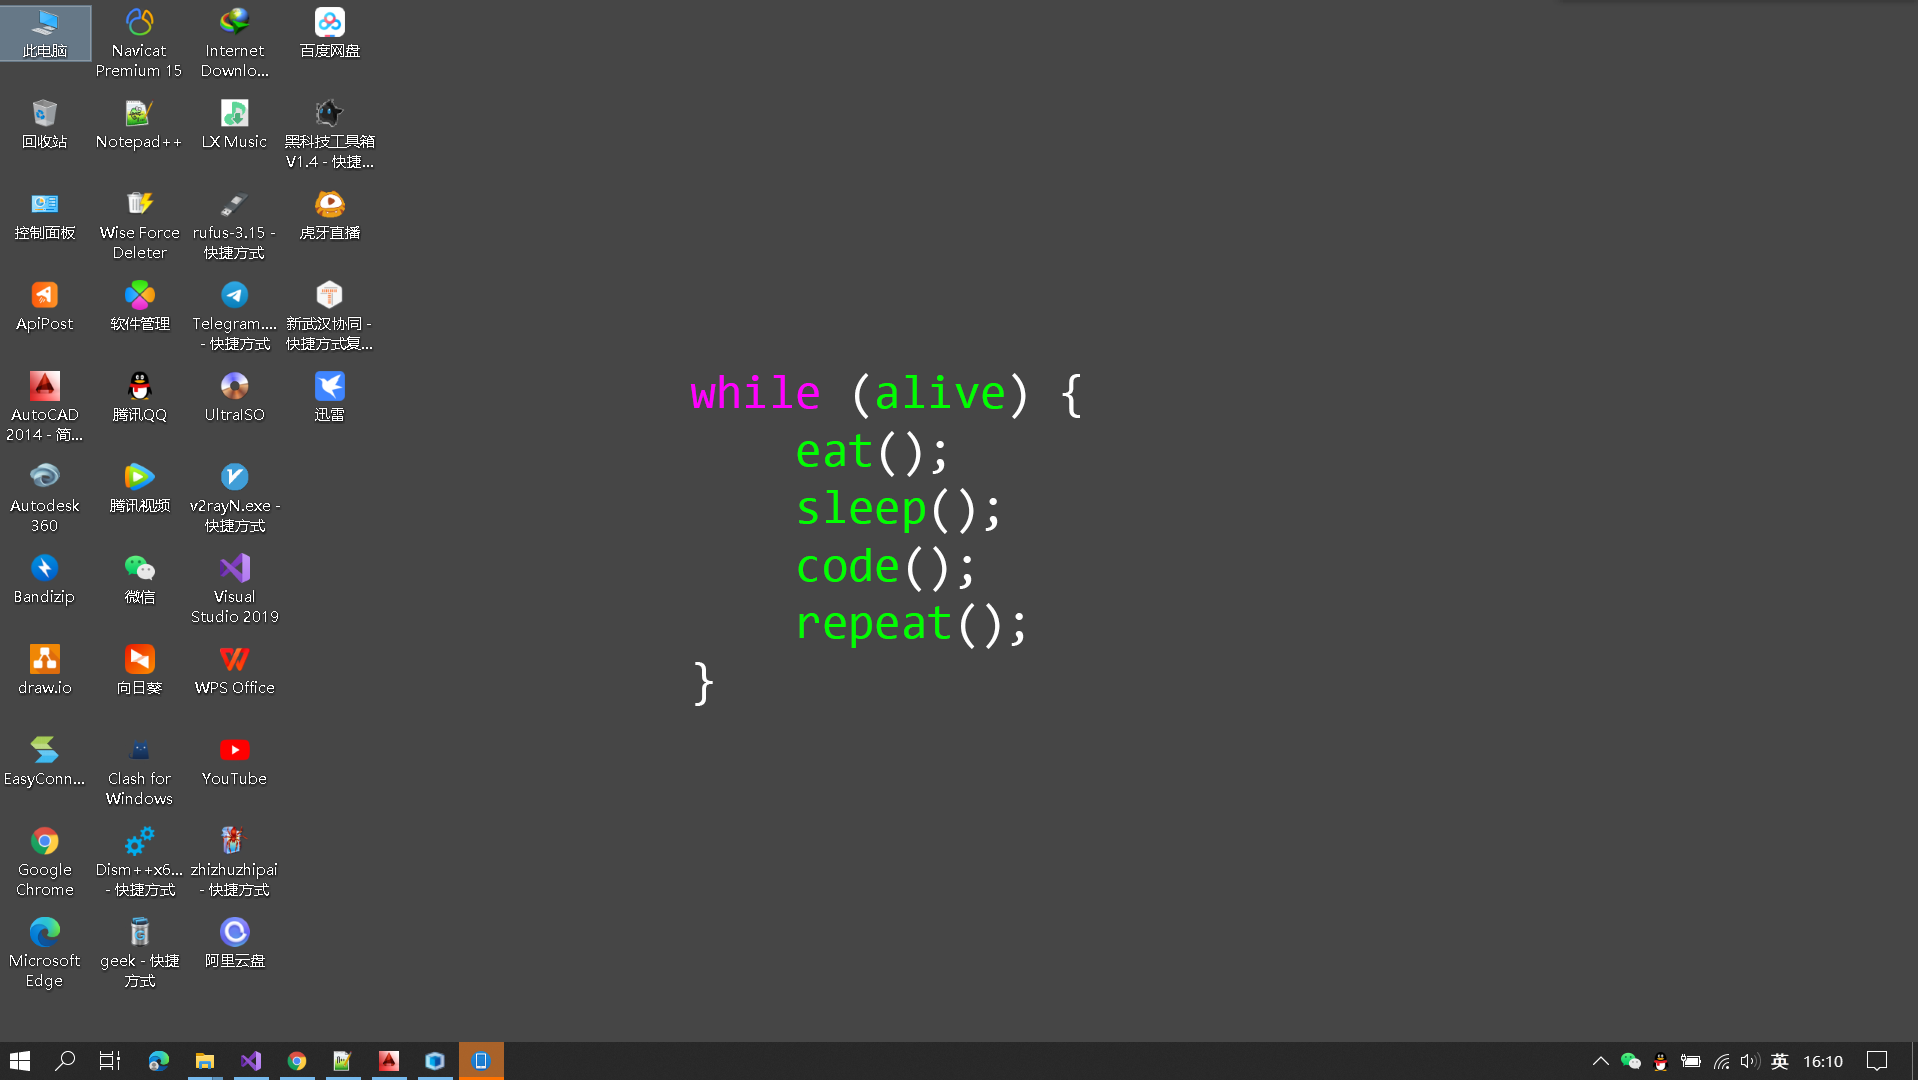 此电脑
Navicat
Premium 15
Internet
Downlo...
百度网盘
回收站
Notepad++
LX Music
黑科技工具箱
V1.4 - 快捷...
控制面板
Wise Force
Deleter
rufus-3.15 -
快捷方式
虎牙直播
ApiPost
软件管理
Telegram....
- 快捷方式
新武汉协同 -
快捷方式复...
AutoCAD
2014 - 简...
腾讯QQ
UltraISO
迅雷
Autodesk
360
腾讯视频
v2rayN.exe -
快捷方式
Bandizip
微信
Visual
Studio 2019
draw.io
向日葵
WPS Office
EasyConn...
Clash for
Windows
YouTube
Google
Chrome
Dism++x6...
- 快捷方式
zhizhuzhipai
- 快捷方式
Microsoft
Edge
geek - 快捷
方式
阿里云盘
while (alive) {
    eat();
    sleep();
    code();
    repeat();
}
英
16:10